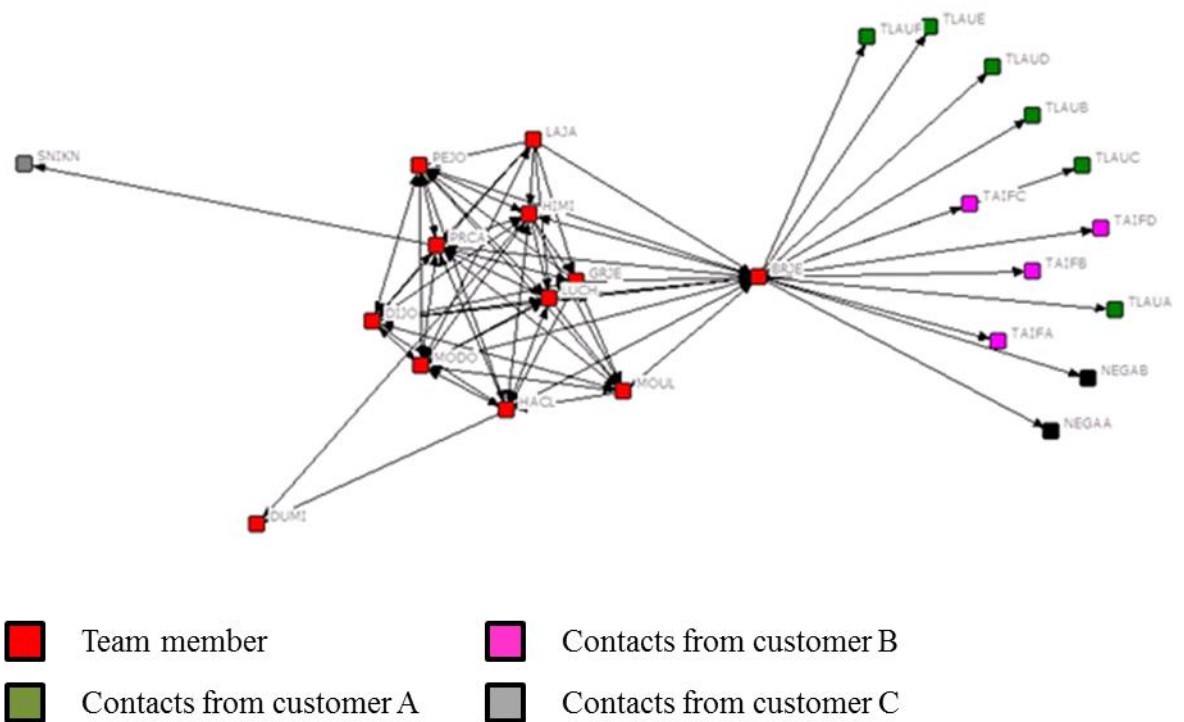 TLAUF
TLAUE
TLAUD
TLAUB
LAJA
SNIKN
PEJO
TLAUC
TAIFC
HIMI
TAIFD
PRCA
TAIFB
BRJE
GRJE
LUCH
TLAUA
DIJO
TAIFA
MODO
NEGAB
MOUL
HACL
NEGAA
DUMI
Team member
Contacts from customer B
Contacts from customer A
Contacts from customer C